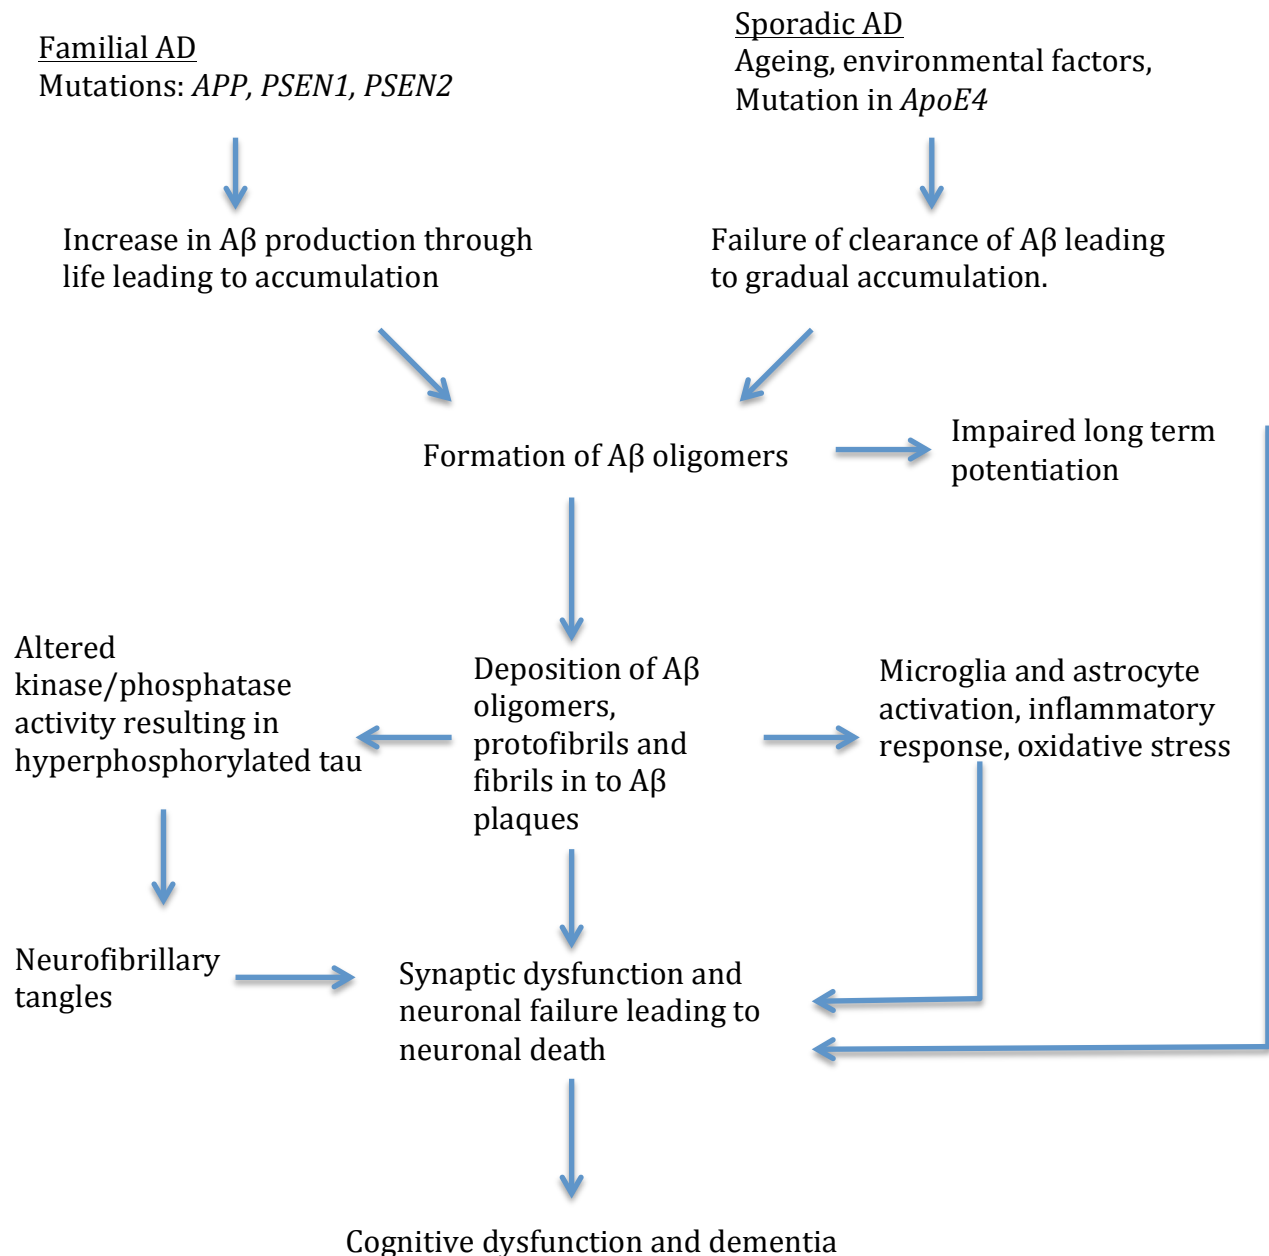 Familial AD
Mutations: APP, PSEN1, PSEN2
Sporadic AD
Ageing, environmental factors,
Mutation in ApoE4
Increase in Aβ production through
life leading to accumulation
Failure of clearance of Aβ leading
to gradual accumulation.
Formation of Aβ oligomers
Impaired long term
potentiation
Altered
kinase/phosphatase
activity resulting in
hyperphosphorylated tau
Deposition of Aβ
oligomers,
protofibrils and
fibrils in to Aβ
plaques
Microglia and astrocyte
activation, inflammatory
response, oxidative stress
Neurofibrillary
tangles
Synaptic dysfunction and
neuronal failure leading to
neuronal death
Cognitive dysfunction and dementia